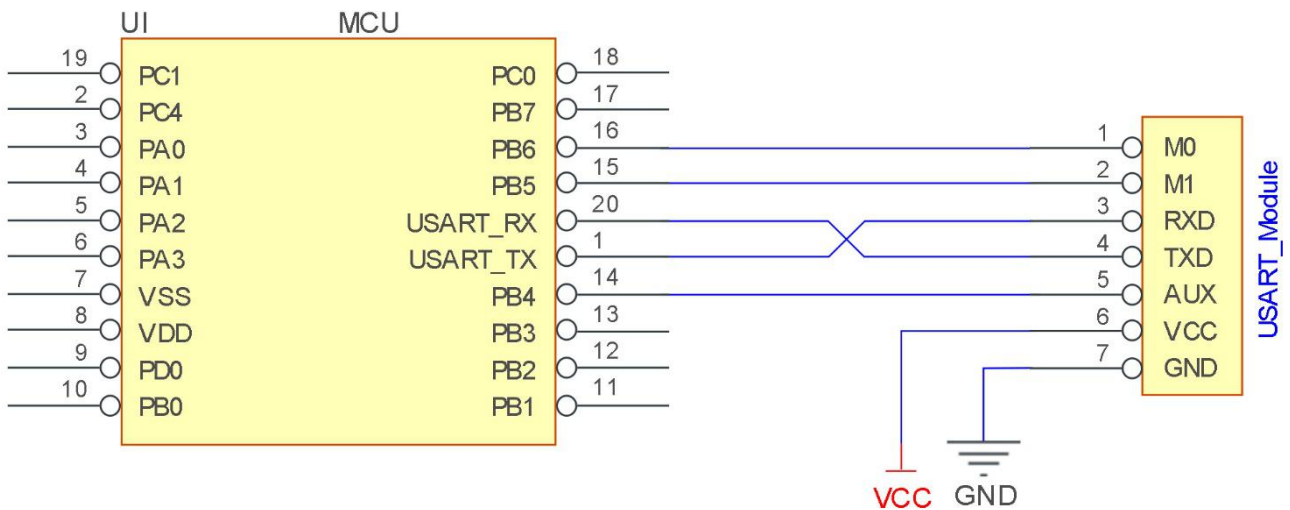 UI MCU
19 PC1 PC0 18
2 PC4 PB7 17
3 PA0 PB6 16 1 M0
4 PA1 PB5 15 2 M1
5 PA2 USART_RX 20 3 RXD
6 PA3 USART_TX 1 4 TXD
7 VSS PB4 14 5 AUX
8 VDD PB3 13 6 VCC
9 PD0 PB2 12 7 GND
10 PB0 PB1 11
USART_Module
VCC GND